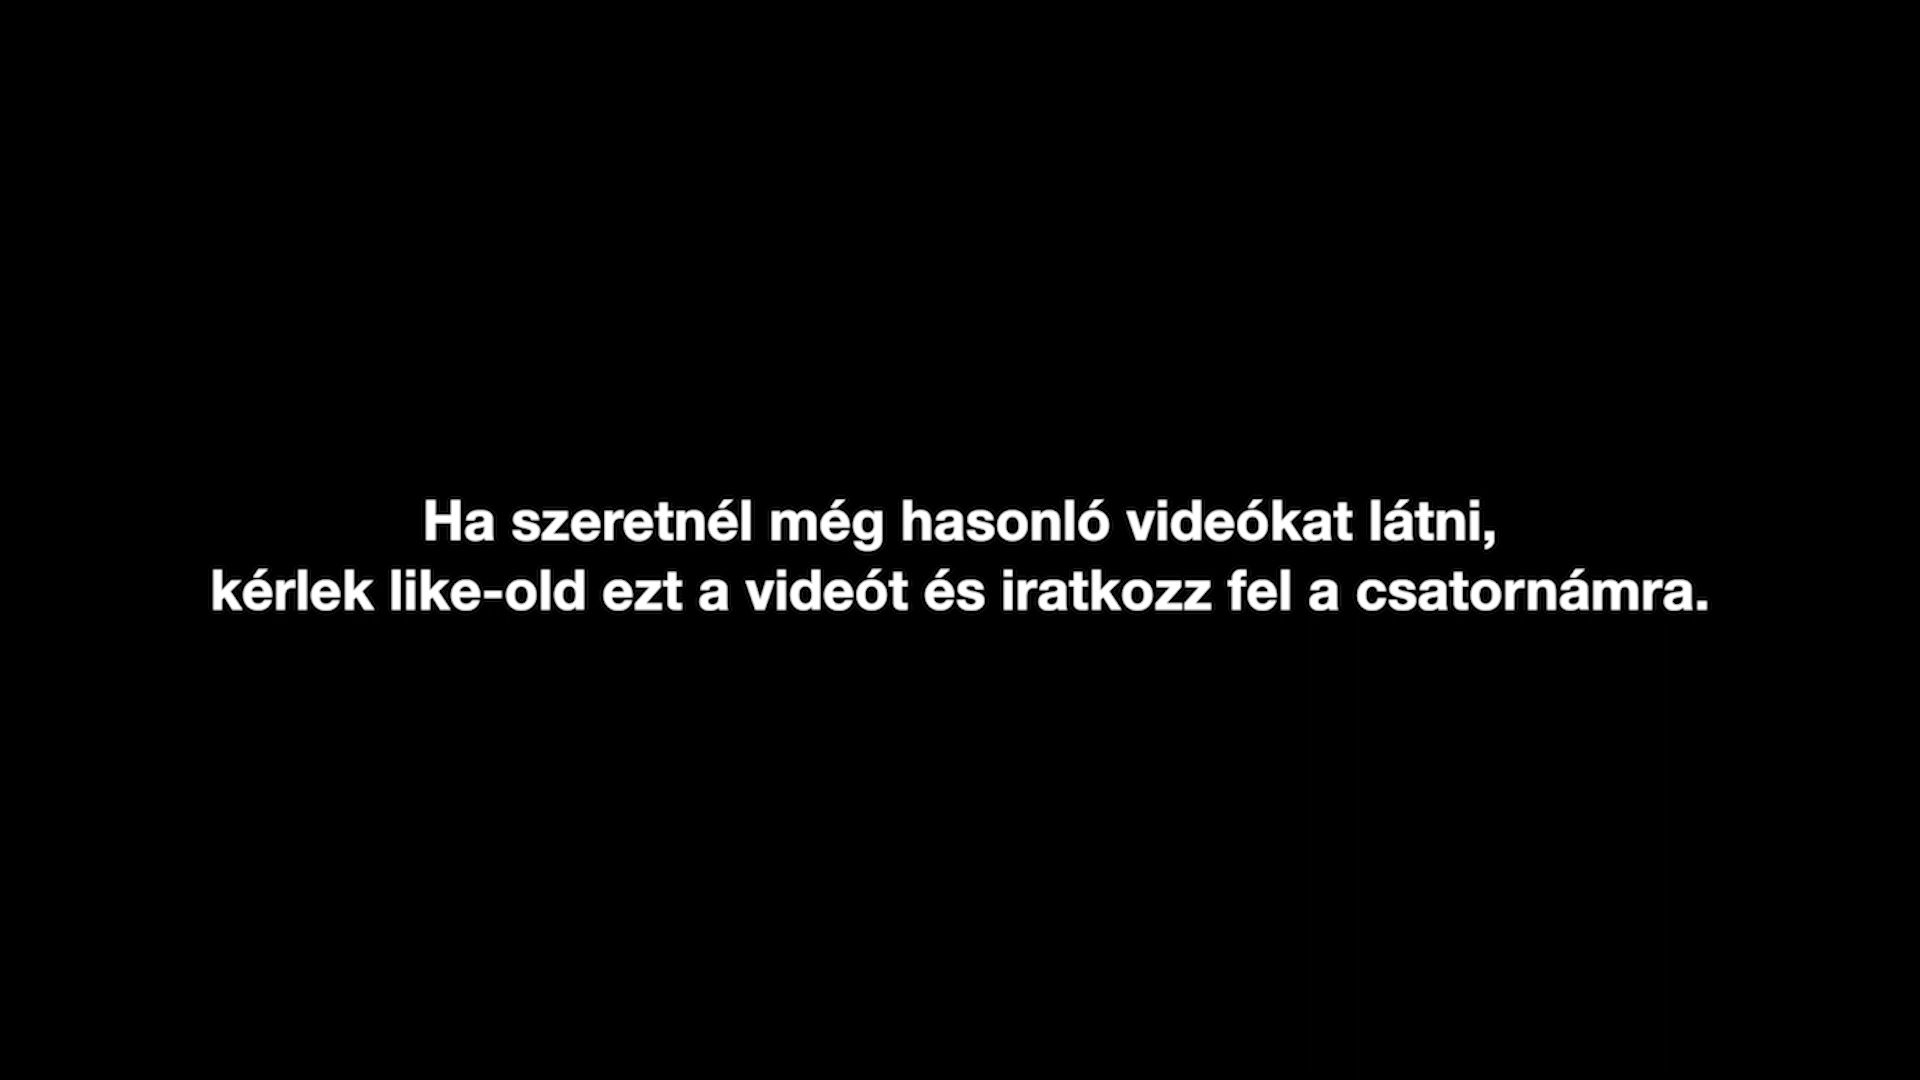 Ha szeretnél még hasonló videókat látni,
kérlek like-old ezt a videót és iratkozz fel a csatornámra.